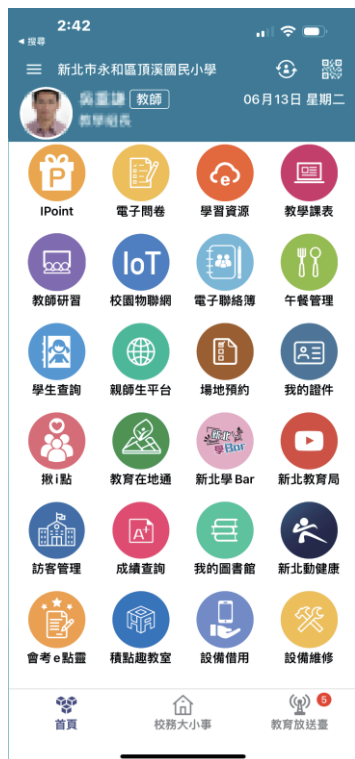 2:42
◀ 搜尋
新北市永和區頂溪國民小學
教師
06月13日 星期二
IPoint
電子問卷
學習資源
教學課表
教師研習
IoT
校園物聯網
電子聯絡簿
午餐管理
學生查詢
親師生平台
場地預約
我的證件
揪i點
教育在地通
新北學Bar
新北學 Bar
新北教育局
訪客管理
A+
成績查詢
我的圖書館
新北動健康
會考e點靈
積點趣教室
設備借用
設備維修
首頁
校務大小事
5
教育放送臺